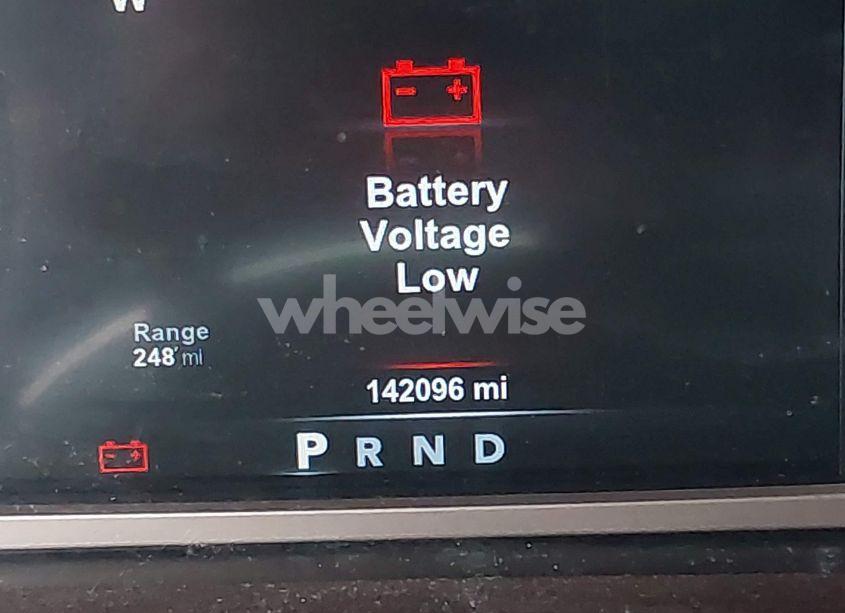 W
Battery
Voltage
Low
wheelwise
Range
248 mi
142096 mi
P R N D